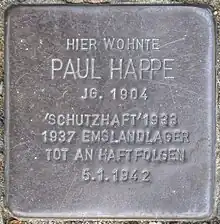 HIER WOHNTE
PAUL HAPPE
JG. 1904
'SCHUTZHAFT' 1933
1937 EMSLANDLAGER
TOT AN HAFTFOLGEN
5.1.1942